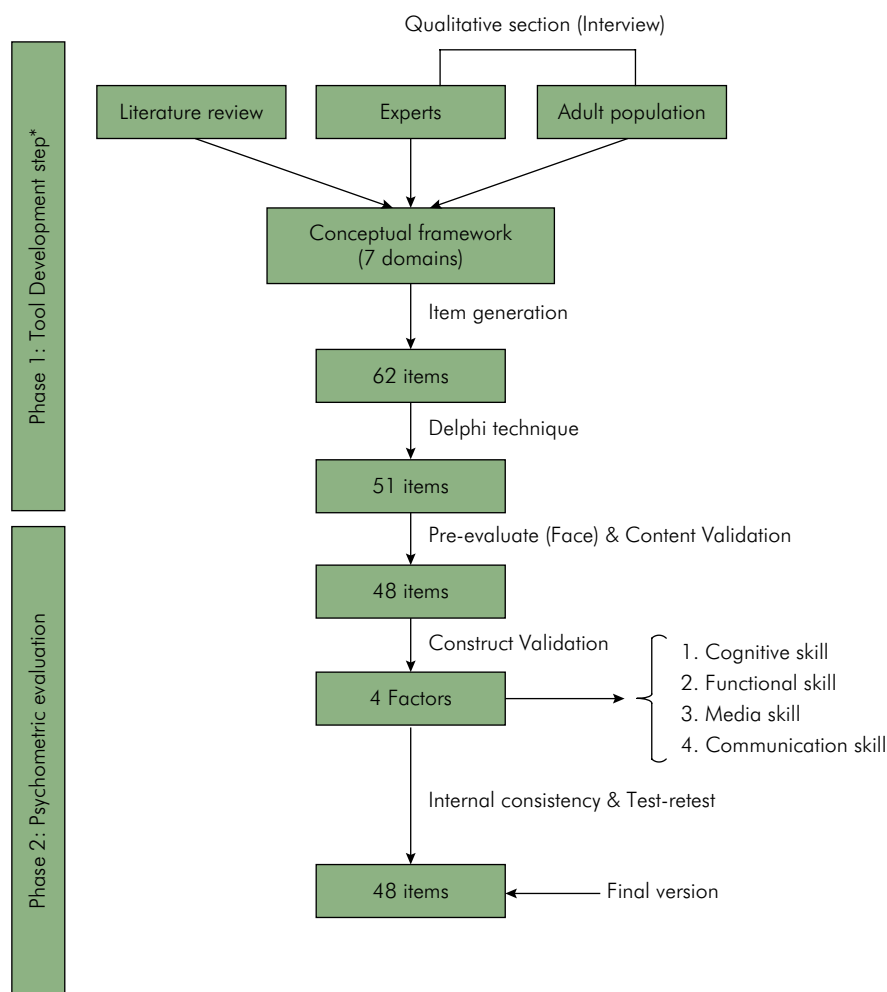 Qualitative section (Interview)
Phase 1: Tool Development step*
Literature review
Experts
Adult population
Conceptual framework
(7 domains)
Item generation
62 items
Delphi technique
51 items
Phase 2: Psychometric evaluation
Pre-evaluate (Face) & Content Validation
48 items
Construct Validation
4 Factors
1. Cognitive skill
2. Functional skill
3. Media skill
4. Communication skill
Internal consistency & Test-retest
48 items
Final version